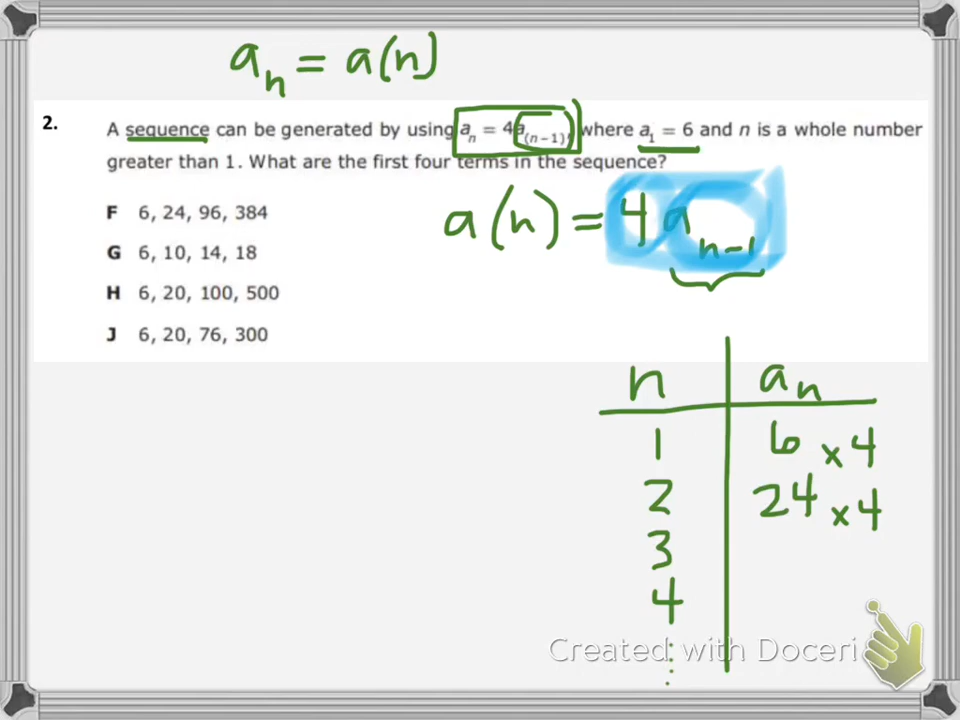 aₙ = a(n)
2. A sequence can be generated by using aₙ = 4a₍ₙ₋₁₎, where a₁ = 6 and n is a whole number
greater than 1. What are the first four terms in the sequence?
F 6, 24, 96, 384
G 6, 10, 14, 18
H 6, 20, 100, 500
J 6, 20, 76, 300
a(n) = 4aₙ₋₁
n aₙ
1 6 x 4
2 24 x 4
3
4
Created with Doceri